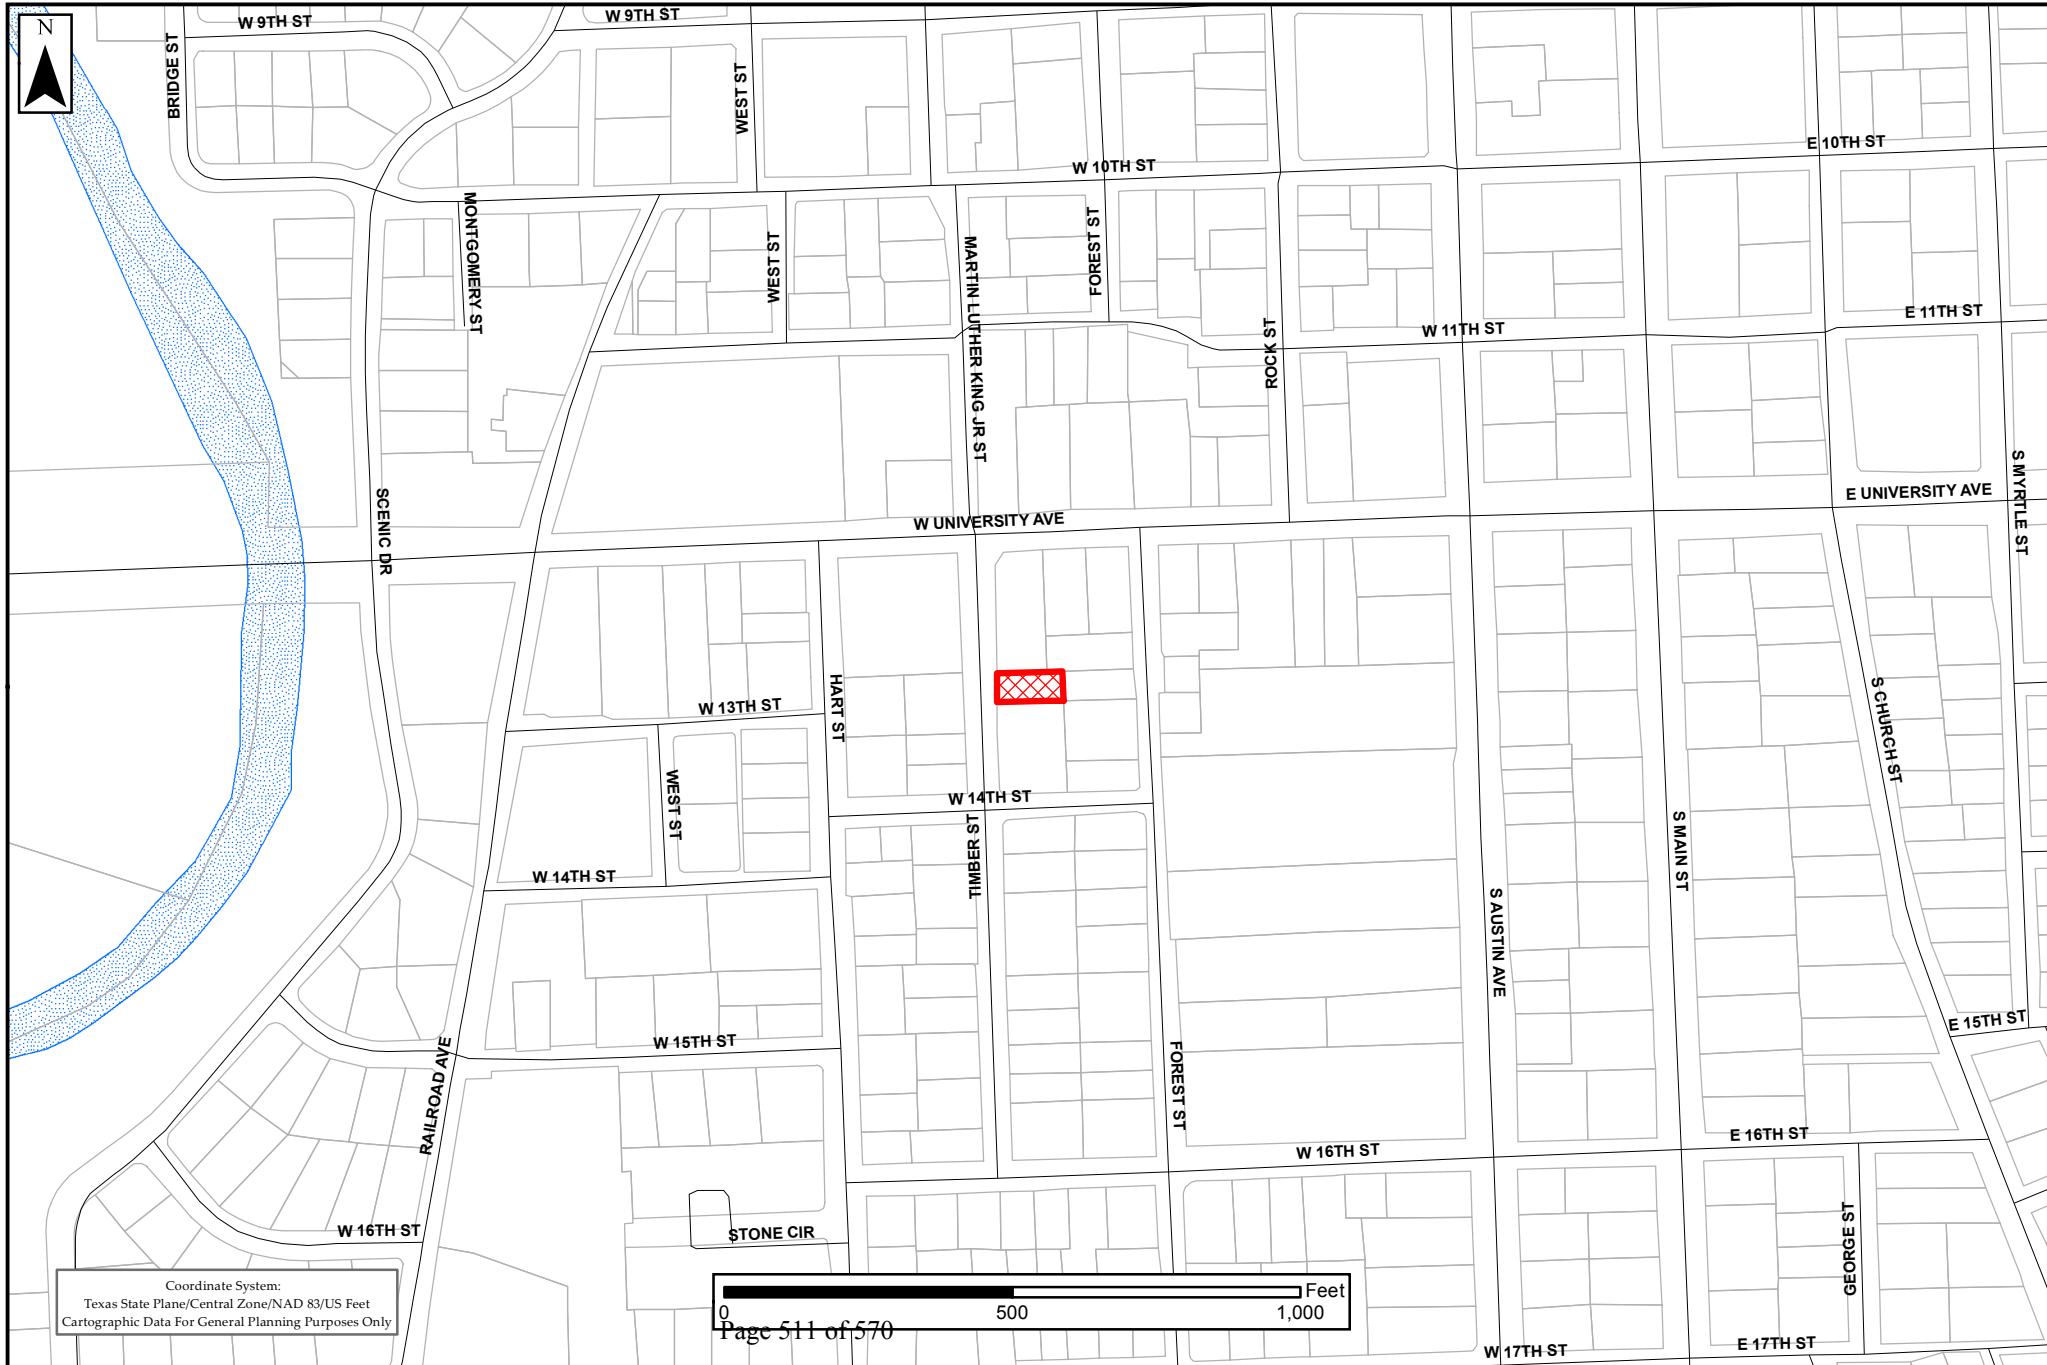 N
W 9TH ST
W 9TH ST
BRIDGE ST
WEST ST
E 10TH ST
W 10TH ST
MONTGOMERY ST
WEST ST
MARTIN LUTHER KING JR ST
FOREST ST
ROCK ST
W 11TH ST
E 11TH ST
SCENIC DR
W UNIVERSITY AVE
E UNIVERSITY AVE
S MYRTLE ST
HART ST
W 13TH ST
WEST ST
W 14TH ST
TIMBER ST
W 14TH ST
S CHURCH ST
S MAIN ST
S AUSTIN AVE
W 15TH ST
E 15TH ST
RAILROAD AVE
FOREST ST
W 16TH ST
E 16TH ST
W 16TH ST
STONE CIR
GEORGE ST
Coordinate System:
Texas State Plane/Central Zone/NAD 83/US Feet
Cartographic Data For General Planning Purposes Only
Feet
0 500 1,000
Page 511 of 570
W 17TH ST
E 17TH ST